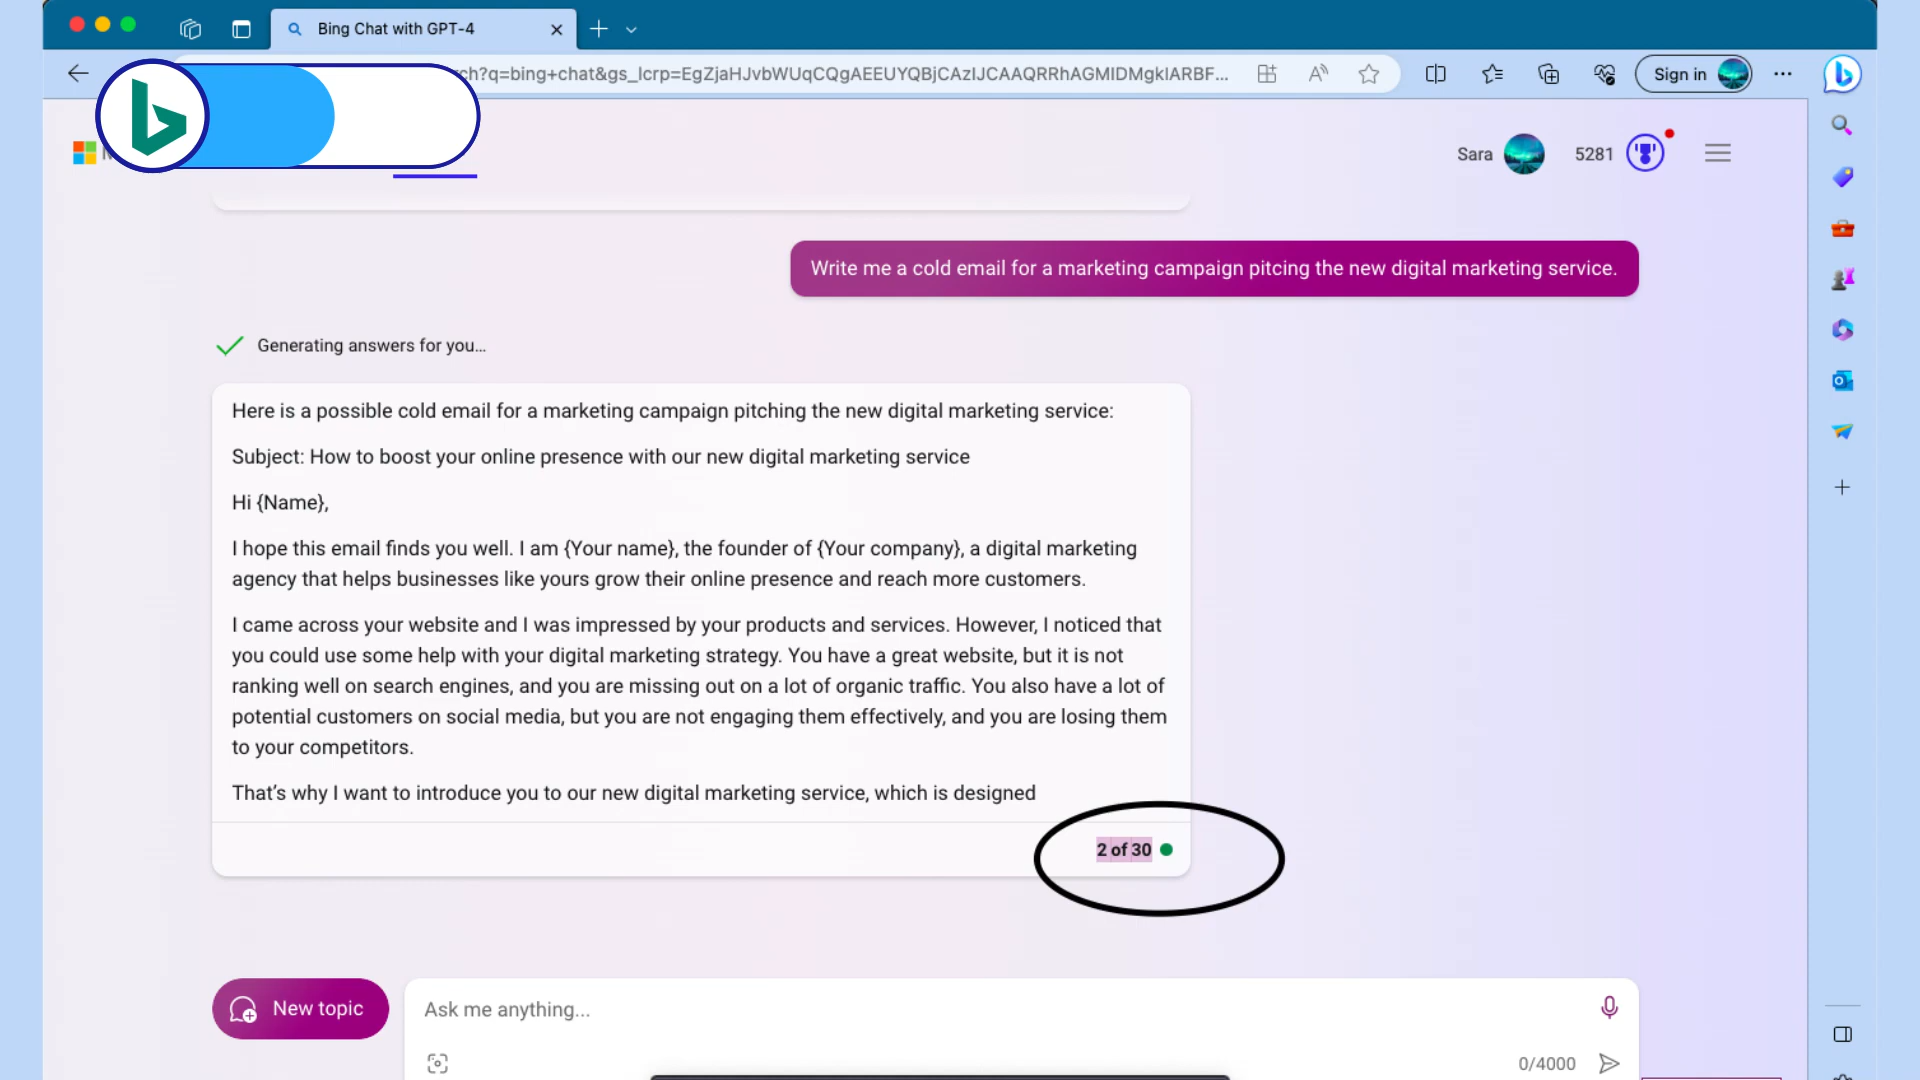 Bing Chat with GPT-4
rch?q=bing+chat&gs_lcrp=EgZjaHJvbWUqCQgAEEUYQBjCAzIJCAAQRRhAGMIDMgkIARBF...
Sign in
Sara
5281
Write me a cold email for a marketing campaign pitcing the new digital marketing service.
Generating answers for you...
Here is a possible cold email for a marketing campaign pitching the new digital marketing service:
Subject: How to boost your online presence with our new digital marketing service
Hi {Name},
I hope this email finds you well. I am {Your name}, the founder of {Your company}, a digital marketing
agency that helps businesses like yours grow their online presence and reach more customers.
I came across your website and I was impressed by your products and services. However, I noticed that
you could use some help with your digital marketing strategy. You have a great website, but it is not
ranking well on search engines, and you are missing out on a lot of organic traffic. You also have a lot of
potential customers on social media, but you are not engaging them effectively, and you are losing them
to your competitors.
That's why I want to introduce you to our new digital marketing service, which is designed
2 of 30
New topic
Ask me anything...
0/4000